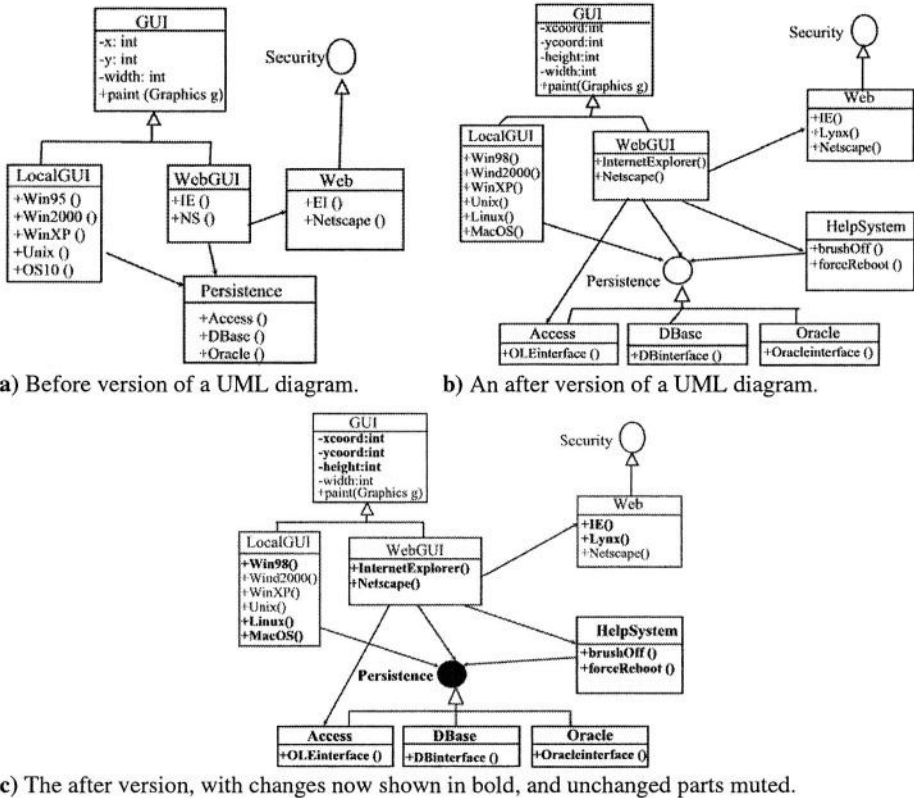 GUI
-x: int
-y: int
-width: int
+paint (Graphics g)
Security
LocalGUI
+Win95 ()
+Win2000 ()
+WinXP ()
+Unix ()
+OS10 ()
WebGUI
+IE ()
+NS ()
Web
+EI ()
+Netscape ()
Persistence
+Access ()
+DBase ()
+Oracle ()
a) Before version of a UML diagram.
GUI
-xcoord:int
-ycoord:int
-height:int
-width:int
+paint(Graphics g)
Security
Web
+IE()
+Lynx()
+Netscape()
LocalGUI
+Win98()
+Wind2000()
+WinXP()
+Unix()
+Linux()
+MacOS()
WebGUI
+InternetExplorer()
+Netscape()
HelpSystem
+brushOff ()
+forceReboot ()
Persistence
Access
+OLEinterface ()
DBase
+DBinterface ()
Oracle
+Oracleinterface ()
b) An after version of a UML diagram.
GUI
-xcoord:int
-ycoord:int
-height:int
-width:int
+paint(Graphics g)
Security
Web
+IE()
+Lynx()
+Netscape()
LocalGUI
+Win98()
+Wind2000()
+WinXP()
+Unix()
+Linux()
+MacOS()
WebGUI
+InternetExplorer()
+Netscape()
HelpSystem
+brushOff ()
+forceReboot ()
Persistence
Access
+OLEinterface ()
DBase
+DBinterface ()
Oracle
+Oracleinterface ()
c) The after version, with changes now shown in bold, and unchanged parts muted.